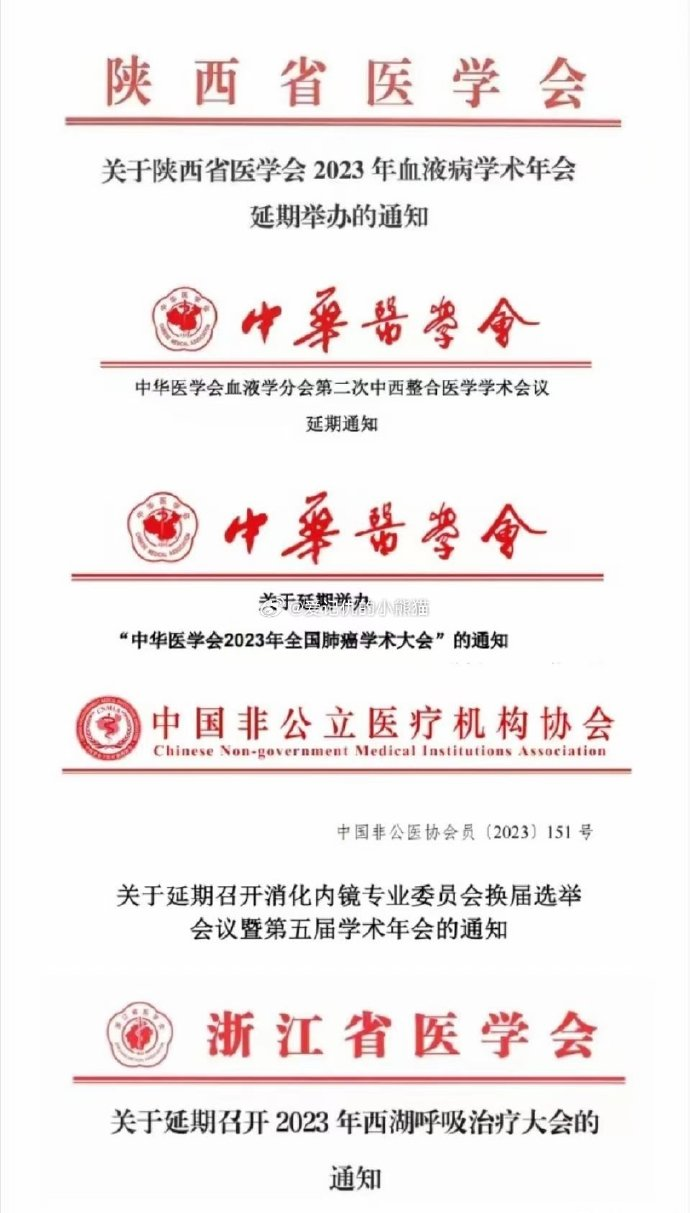 陕西省医学会
关于陕西省医学会 2023 年血液病学术年会
延期举办的通知
中華醫學會
中华医学会血液学分会第二次中西整合医学学术会议
延期通知
中華醫學會
关于延期举办
“中华医学会2023年全国肺癌学术大会”的通知
中国非公立医疗机构协会
Chinese Non-government Medical Institutions Association
中国非公医协会员〔2023〕151 号
关于延期召开消化内镜专业委员会换届选举
会议暨第五届学术年会的通知
浙江省医学会
关于延期召开 2023 年西湖呼吸治疗大会的
通知